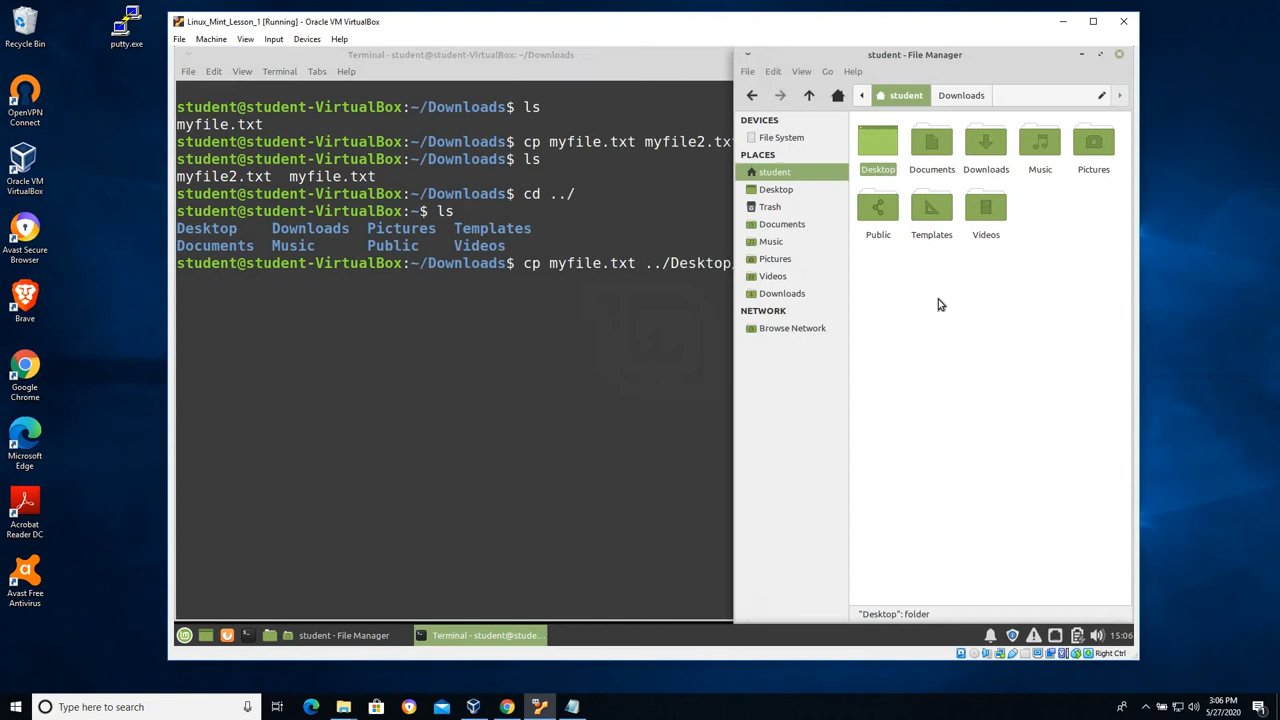 Linux_Mint_Lesson_1 [Running] - Oracle VM VirtualBox
File Machine View Input Devices Help
Terminal - student@student-VirtualBox:~/Downloads
File Edit View Terminal Tabs Help
student@student-VirtualBox:~/Downloads$ ls
myfile.txt
student@student-VirtualBox:~/Downloads$ cp myfile.txt myfile2.tx
student@student-VirtualBox:~/Downloads$ ls
myfile2.txt myfile.txt
student@student-VirtualBox:~/Downloads$ cd ../
student@student-VirtualBox:~$ ls
Desktop Downloads Pictures Templates
Documents Music Public Videos
student@student-VirtualBox:~/Downloads$ cp myfile.txt ../Desktop/
student - File Manager
File Edit View Go Help
student Downloads
DEVICES
File System
PLACES
student
Desktop
Trash
Documents
Music
Pictures
Videos
Downloads
NETWORK
Browse Network
Desktop Documents Downloads Music Pictures
Public Templates Videos
"Desktop": folder
student - File Manager
Terminal - student@stude...
15:06
Right Ctrl
Recycle Bin
putty.exe
OpenVPN
Connect
Oracle VM
VirtualBox
Avast Secure
Browser
Brave
Google
Chrome
Microsoft
Edge
Acrobat
Reader DC
Avast Free
Antivirus
Type here to search
3:06 PM
5/27/2020